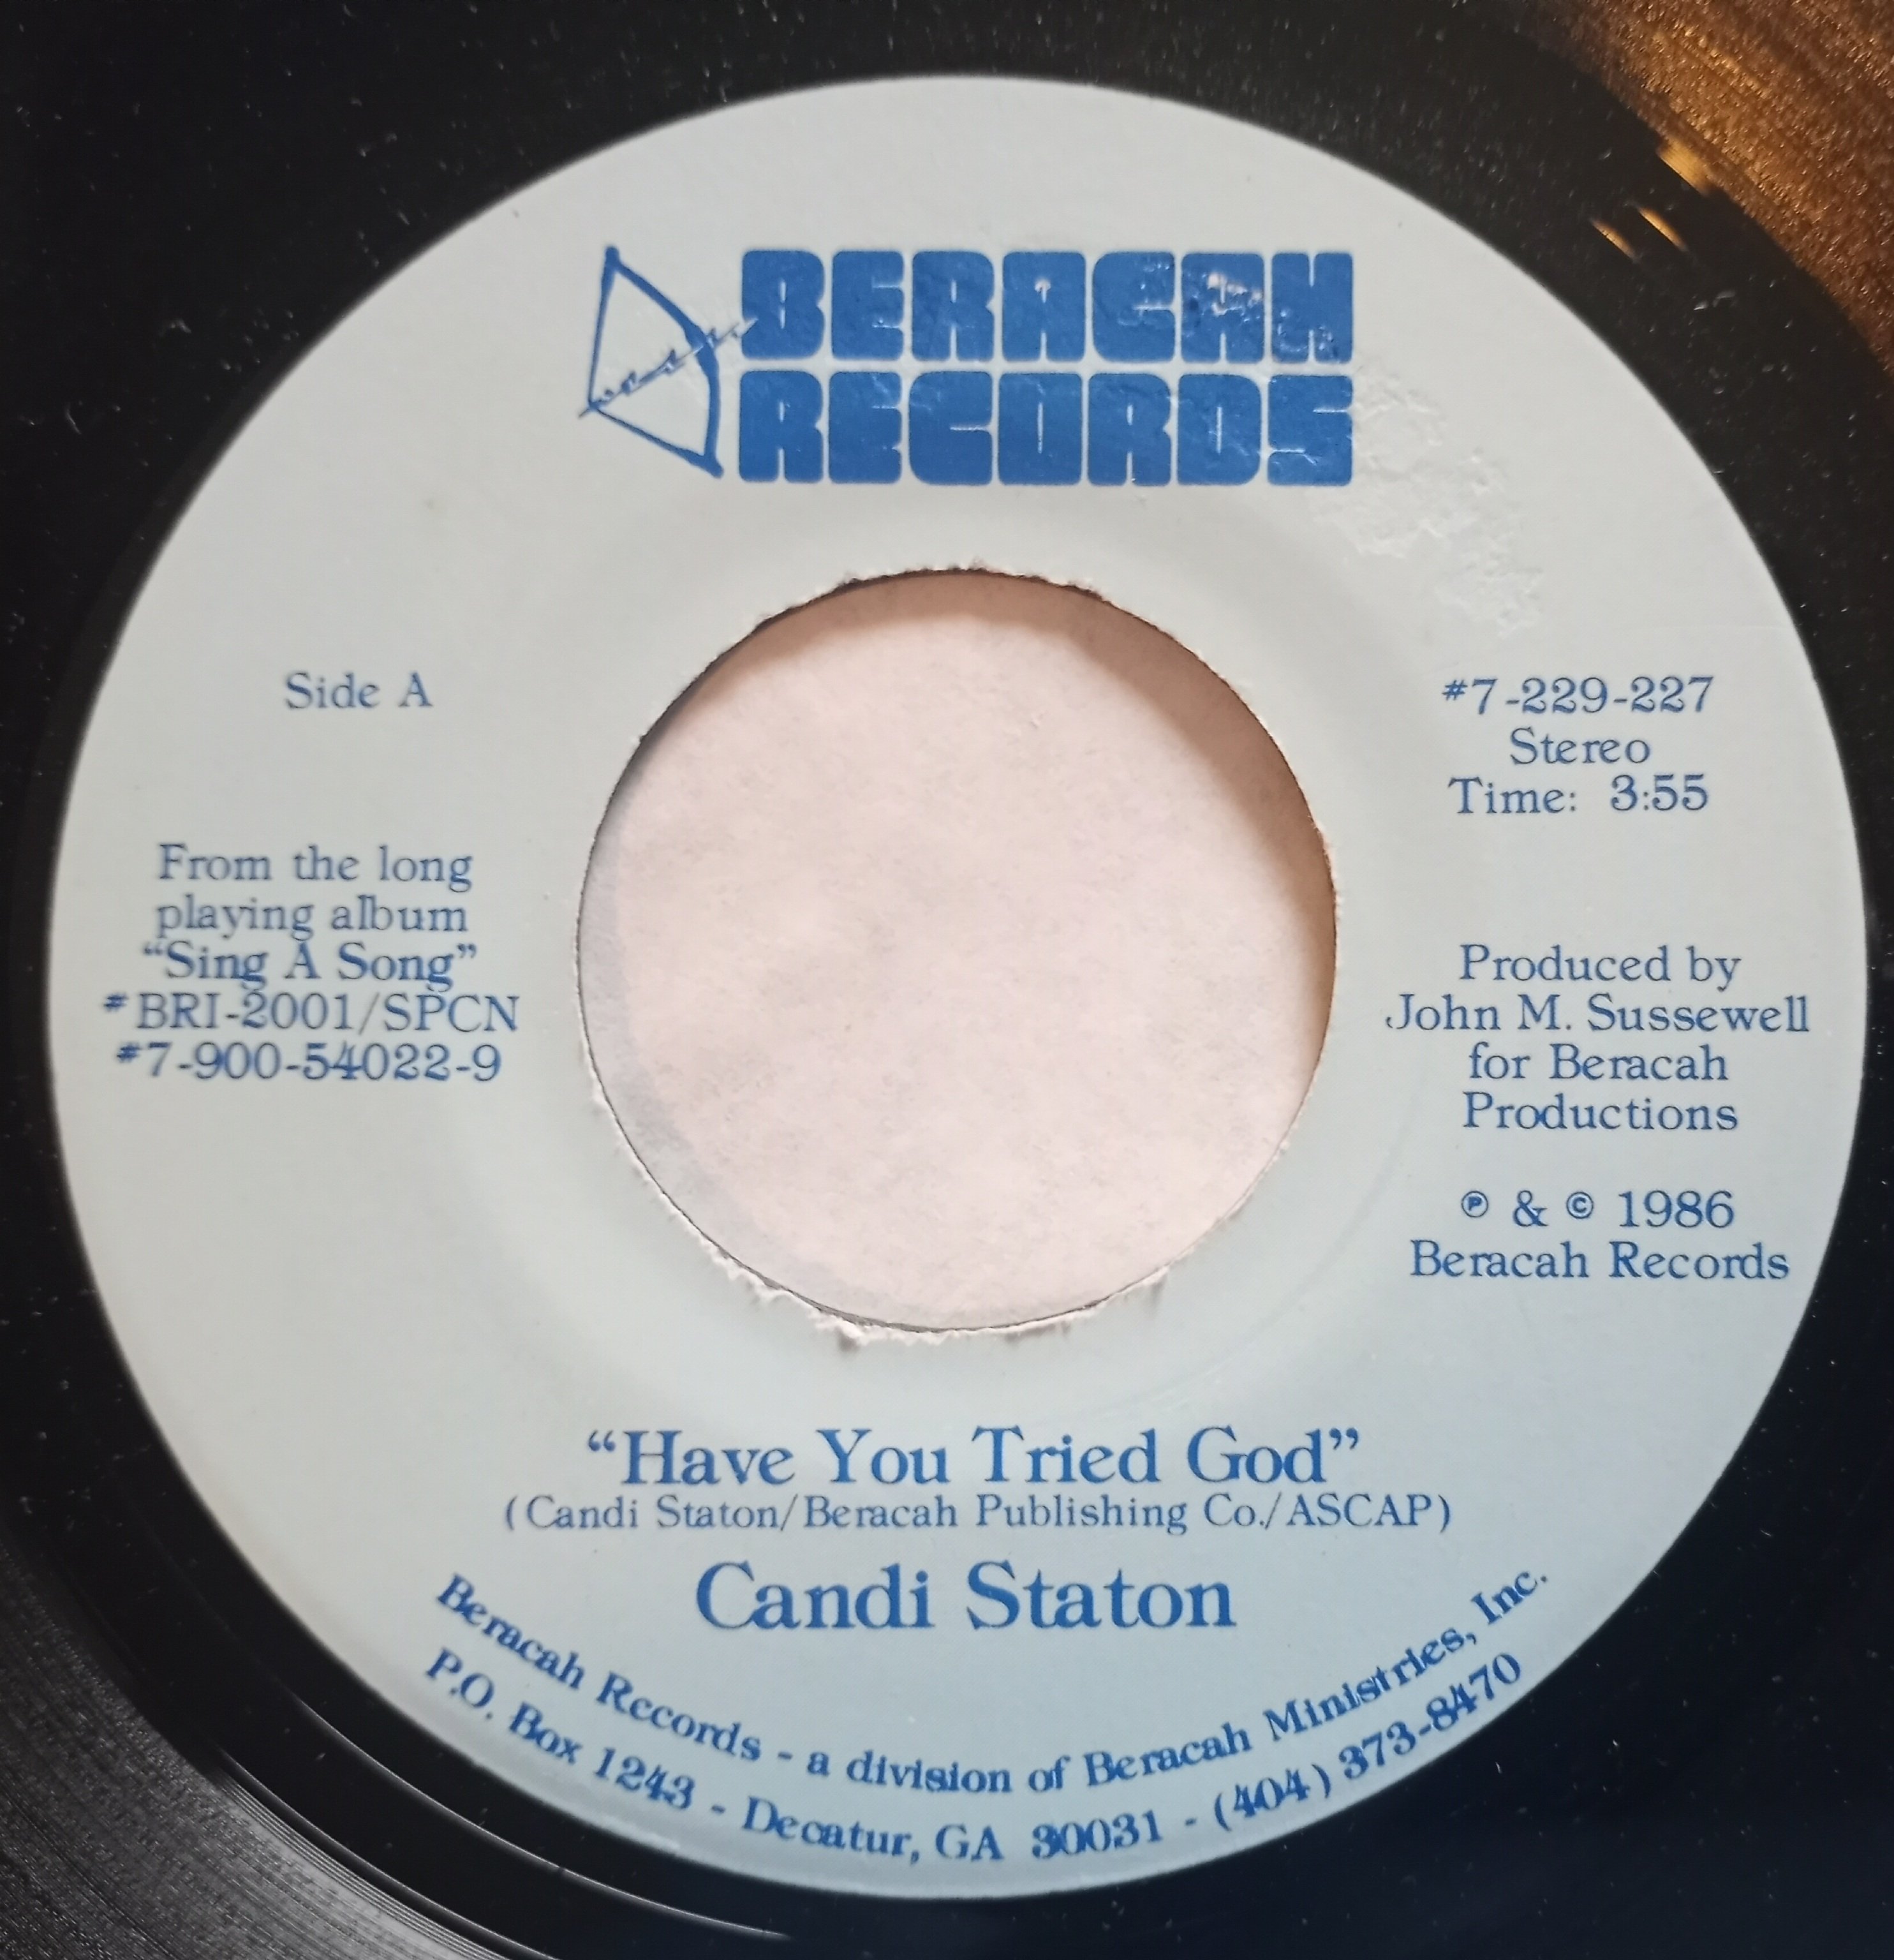 BERACAH
RECORDS
Side A
#7-229-227
Stereo
Time: 3:55
From the long
playing album
“Sing A Song”
#BRI-2001/SPCN
#7-900-54022-9
Produced by
John M. Sussewell
for Beracah
Productions
℗ & © 1986
Beracah Records
“Have You Tried God”
(Candi Staton/Beracah Publishing Co./ASCAP)
Candi Staton
Beracah Records - a division of Beracah Ministries, Inc.
P.O. Box 1243 - Decatur, GA 30031 - (404) 373-8470